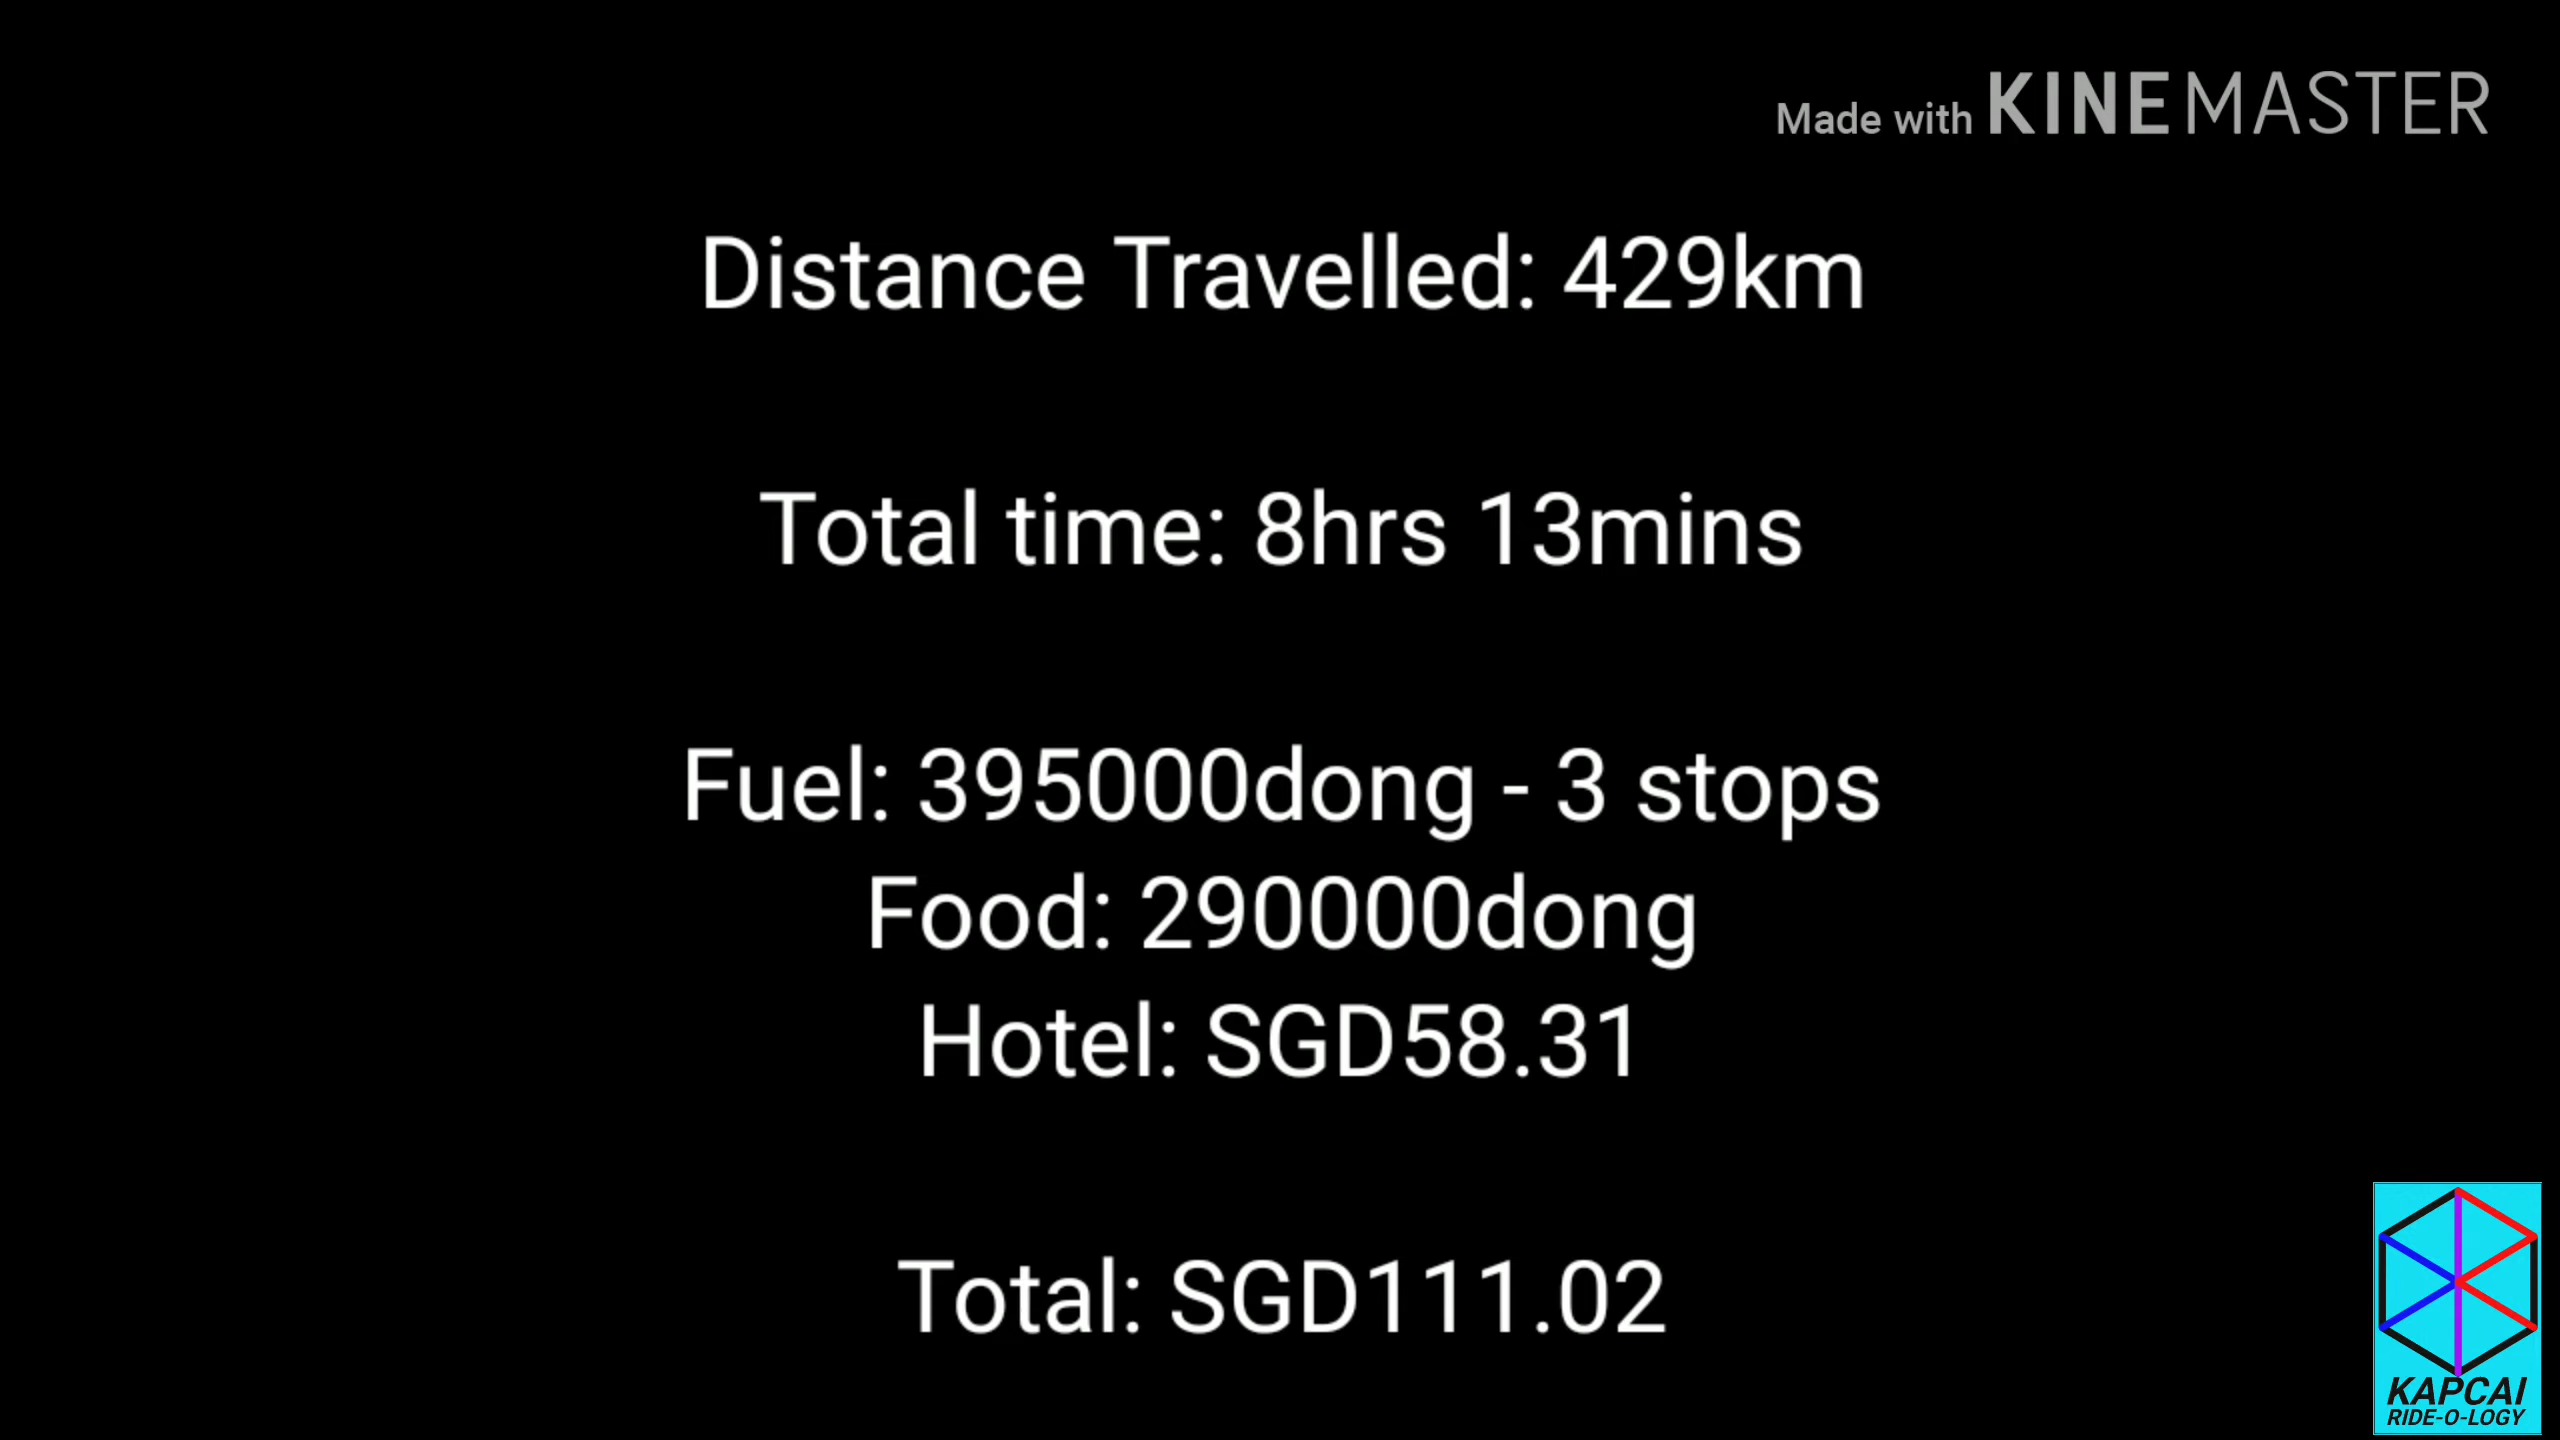 Made with KINEMASTER
Distance Travelled: 429km
Total time: 8hrs 13mins
Fuel: 395000dong - 3 stops
Food: 290000dong
Hotel: SGD58.31
Total: SGD111.02
KAPCAI
RIDE-O-LOGY